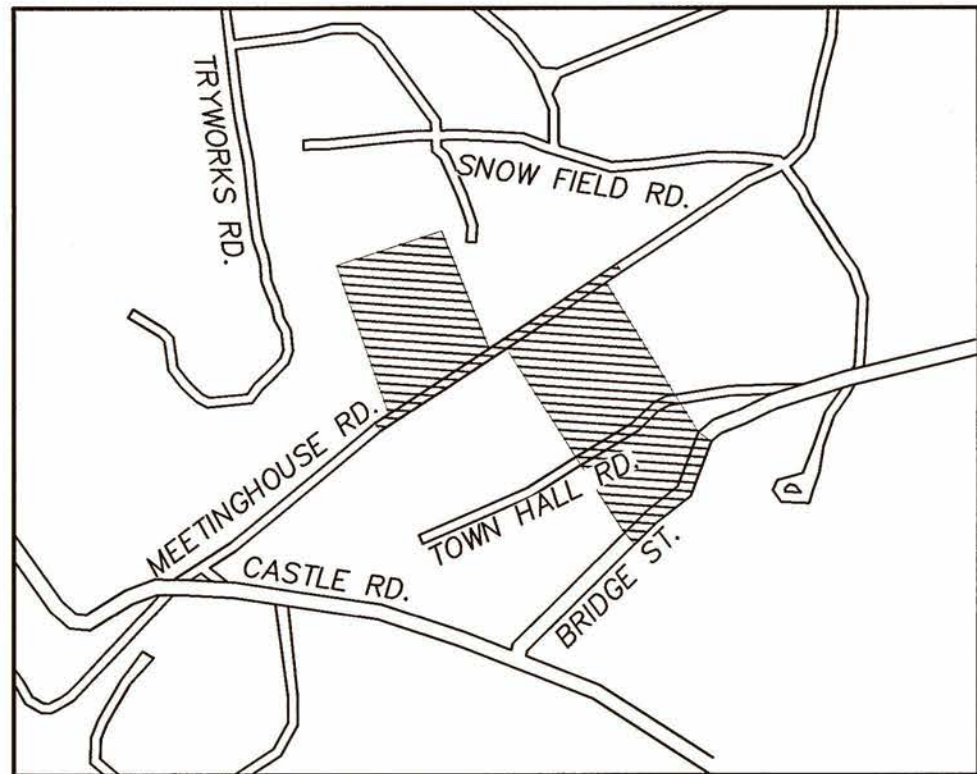 TRYWORKS RD.
SNOW FIELD RD.
MEETINGHOUSE RD.
TOWN HALL RD.
CASTLE RD.
BRIDGE ST.